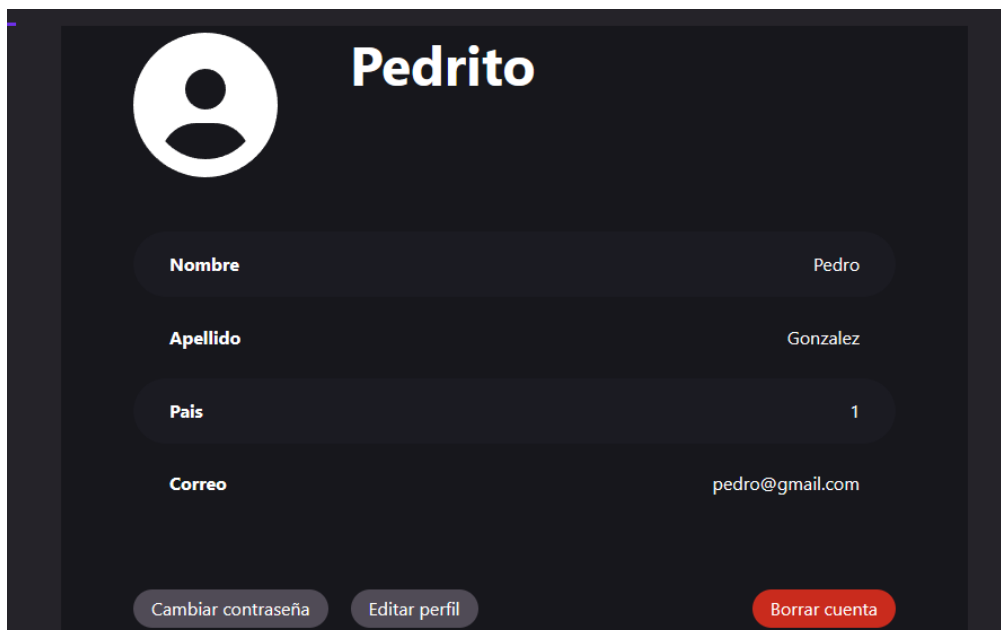 Pedrito
Nombre Pedro
Apellido Gonzalez
Pais 1
Correo pedro@gmail.com
Cambiar contraseña Editar perfil Borrar cuenta